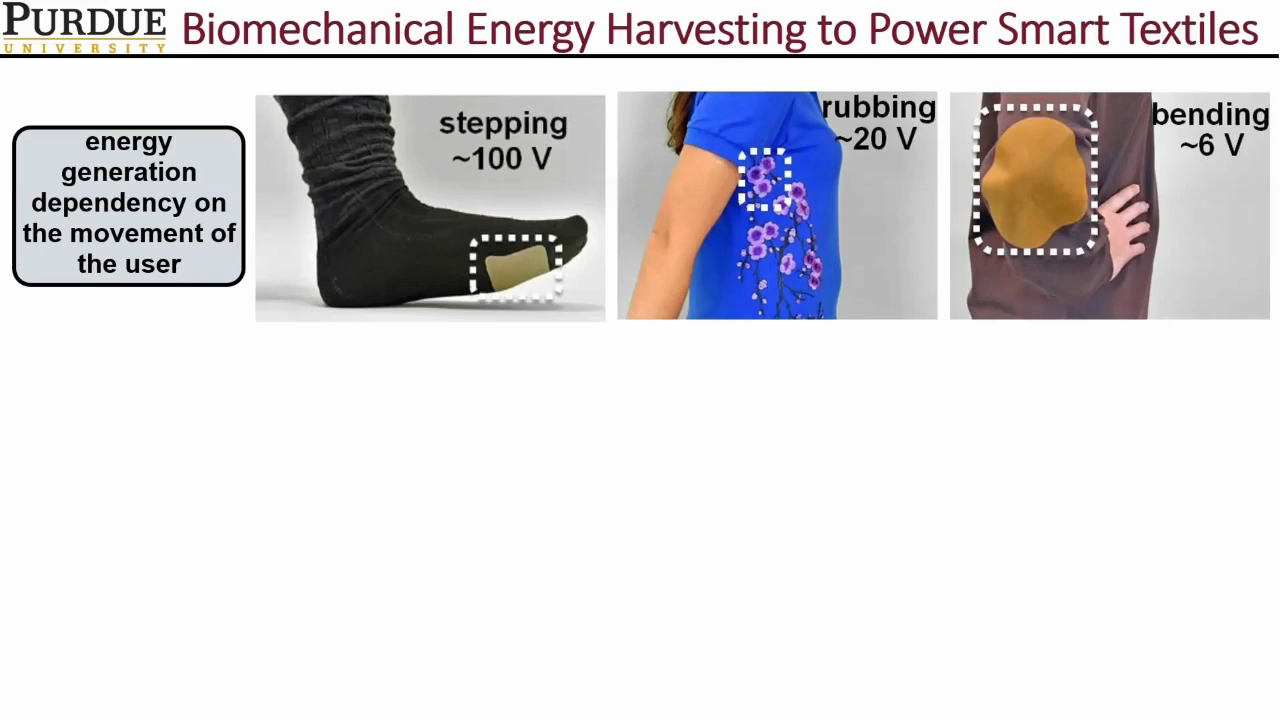 PURDUE
UNIVERSITY
Biomechanical Energy Harvesting to Power Smart Textiles
energy
generation
dependency on
the movement of
the user
stepping
~100 V
rubbing
~20 V
bending
~6 V